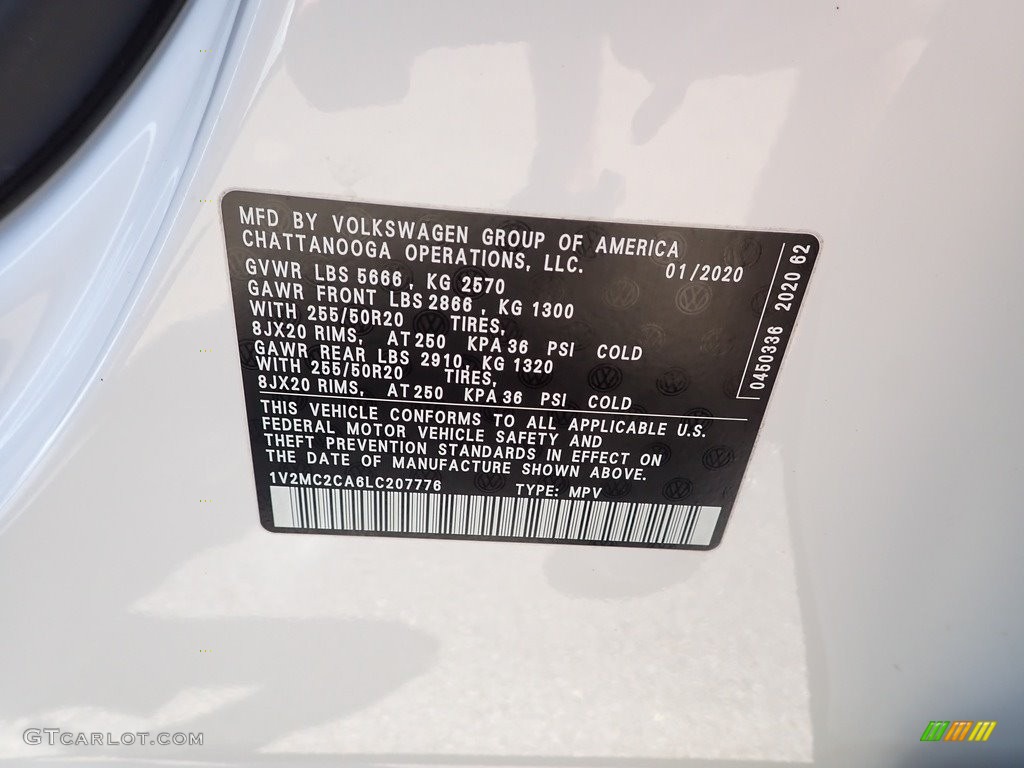 MFD BY VOLKSWAGEN GROUP OF AMERICA
CHATTANOOGA OPERATIONS, LLC. 01/2020
GVWR LBS 5666 , KG 2570
GAWR FRONT LBS 2866 , KG 1300
WITH 255/50R20 TIRES,
8JX20 RIMS, AT 250 KPA 36 PSI COLD
GAWR REAR LBS 2910, KG 1320
WITH 255/50R20 TIRES,
8JX20 RIMS, AT 250 KPA 36 PSI COLD
THIS VEHICLE CONFORMS TO ALL APPLICABLE U.S.
FEDERAL MOTOR VEHICLE SAFETY AND
THEFT PREVENTION STANDARDS IN EFFECT ON
THE DATE OF MANUFACTURE SHOWN ABOVE.
1V2MC2CA6LC207776 TYPE: MPV
0450336 2020 62
GTCARLOT.COM